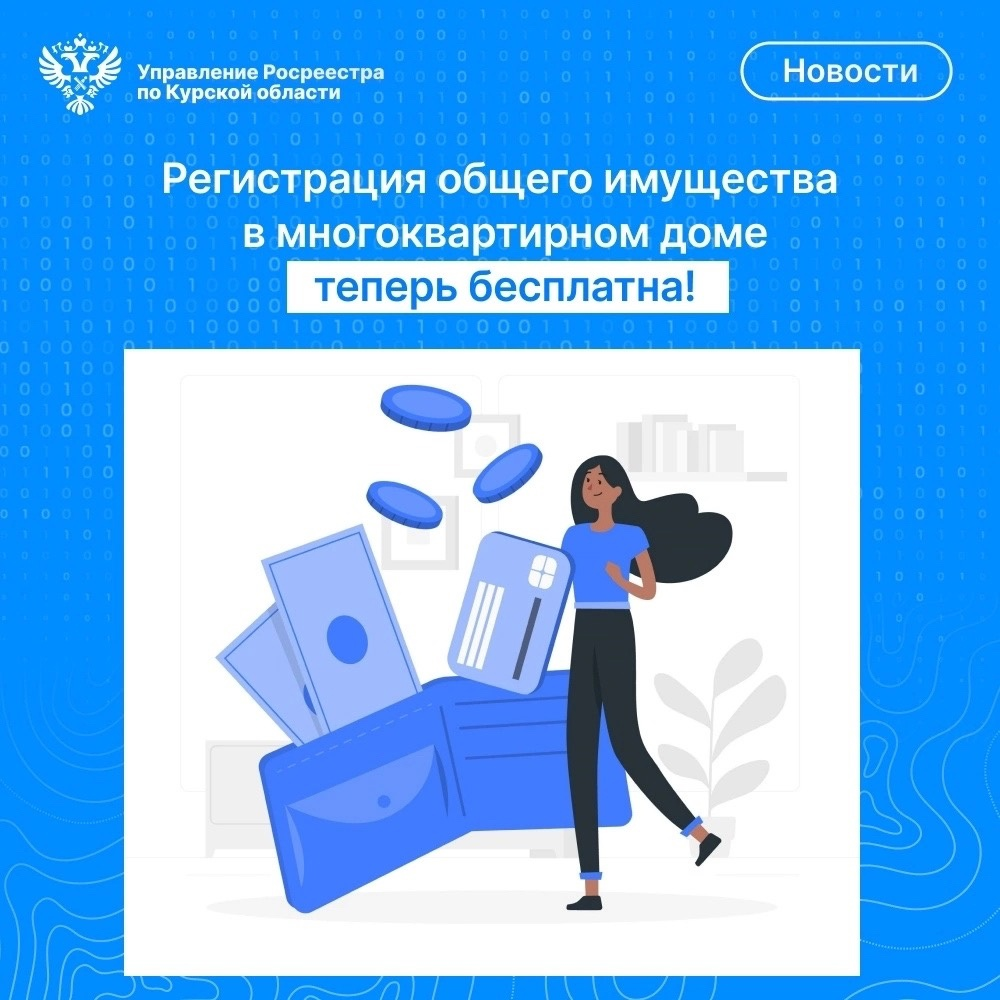 Управление Росреестра
по Курской области
Новости
Регистрация общего имущества
в многоквартирном доме
теперь бесплатна!